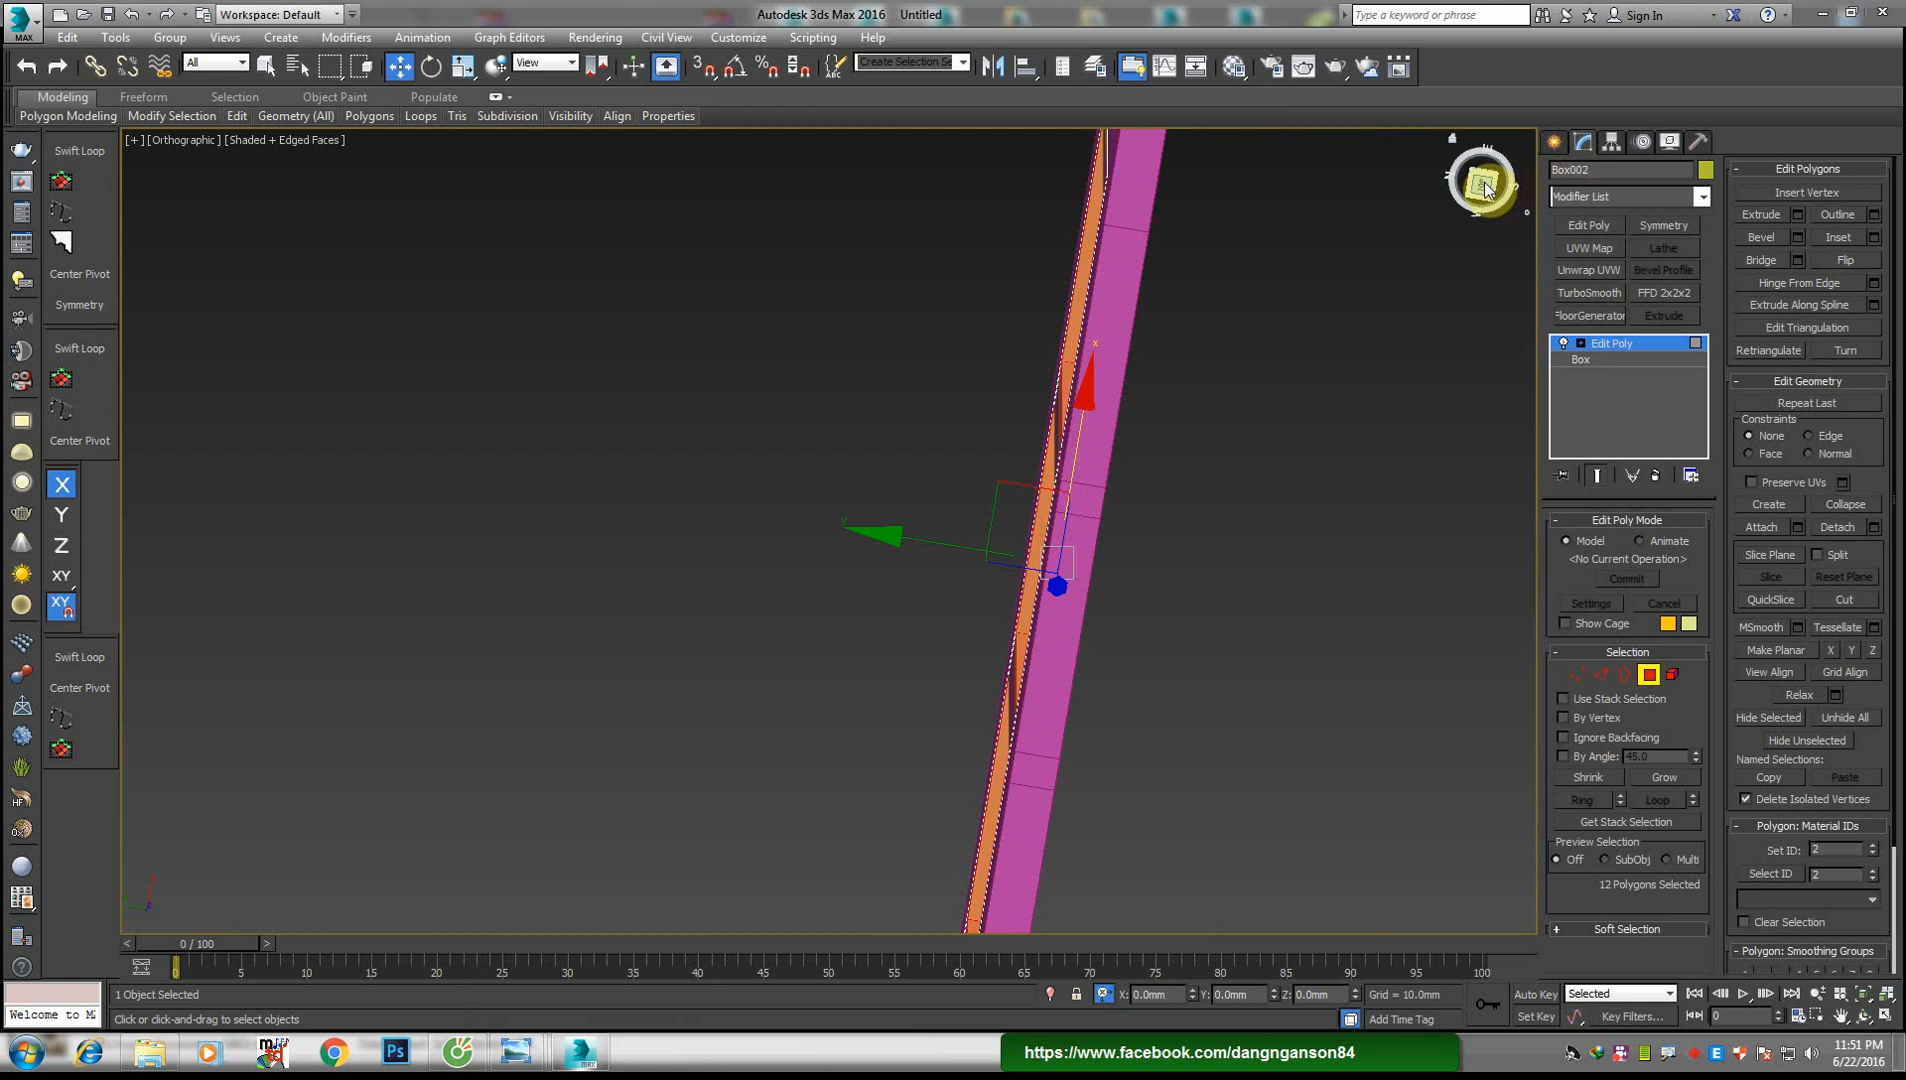 Workspace: Default
Autodesk 3ds Max 2016 Untitled
Type a keyword or phrase
Sign In
MAX
Edit Tools Group Views Create Modifiers Animation Graph Editors Rendering Civil View Customize Scripting Help
All
View
Create Selection Se
Modeling Freeform Selection Object Paint Populate
Polygon Modeling Modify Selection Edit Geometry (All) Polygons Loops Tris Subdivision Visibility Align Properties
[+] [Orthographic] [Shaded + Edged Faces]
Swift Loop
Center Pivot
Symmetry
Swift Loop
Center Pivot
X
Y
Z
XY
XY
Swift Loop
Center Pivot
HF
x
y
Box002
Modifier List
Edit Poly Symmetry
UVW Map Lathe
Unwrap UVW Bevel Profile
TurboSmooth FFD 2x2x2
FloorGenerator Extrude
Edit Poly
Box
Edit Poly Mode
Model Animate
<No Current Operation>
Commit
Settings Cancel
Show Cage
Selection
Use Stack Selection
By Vertex
Ignore Backfacing
By Angle: 45.0
Shrink Grow
Ring Loop
Get Stack Selection
Preview Selection
Off SubObj Multi
12 Polygons Selected
Soft Selection
Edit Polygons
Insert Vertex
Extrude Outline
Bevel Inset
Bridge Flip
Hinge From Edge
Extrude Along Spline
Edit Triangulation
Retriangulate Turn
Edit Geometry
Repeat Last
Constraints
None Edge
Face Normal
Preserve UVs
Create Collapse
Attach Detach
Slice Plane Split
Slice Reset Plane
QuickSlice Cut
MSmooth Tessellate
Make Planar X Y Z
View Align Grid Align
Relax
Hide Selected Unhide All
Hide Unselected
Named Selections:
Copy Paste
Delete Isolated Vertices
Polygon: Material IDs
Set ID: 2
Select ID 2
Clear Selection
Polygon: Smoothing Groups
0 / 100
0 5 10 15 20 25 30 35 40 45 50 55 60 65 70 75 80 85 90 95 100
1 Object Selected
X: 0.0mm Y: 0.0mm Z: 0.0mm Grid = 10.0mm
Auto Key Selected
Welcome to M
Click or click-and-drag to select objects
Add Time Tag
Set Key Key Filters... 0
Ps
MAX
https://www.facebook.com/dangnganson84
11:51 PM
6/22/2016